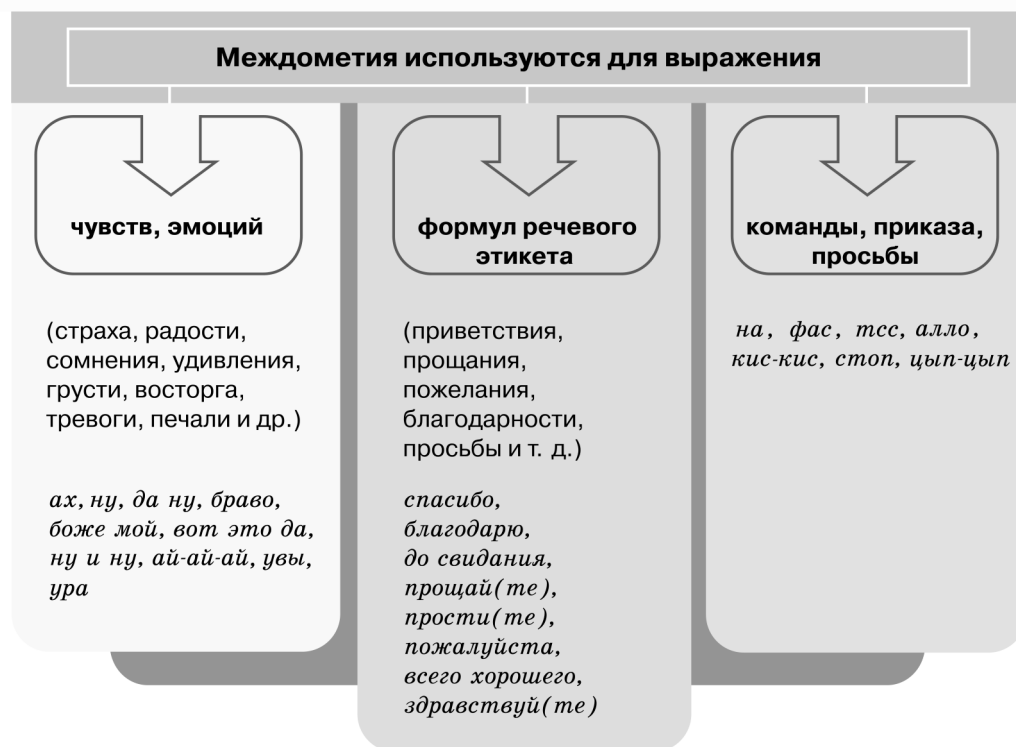 Междометия используются для выражения
чувств, эмоций
(страха, радости,
сомнения, удивления,
грусти, восторга,
тревоги, печали и др.)
ах, ну, да ну, браво,
боже мой, вот это да,
ну и ну, ай-ай-ай, увы,
ура
формул речевого
этикета
(приветствия,
прощания,
пожелания,
благодарности,
просьбы и т. д.)
спасибо,
благодарю,
до свидания,
прощай(те),
прости(те),
пожалуйста,
всего хорошего,
здравствуй(те)
команды, приказа,
просьбы
на, фас, тсс, алло,
кис-кис, стоп, цып-цып